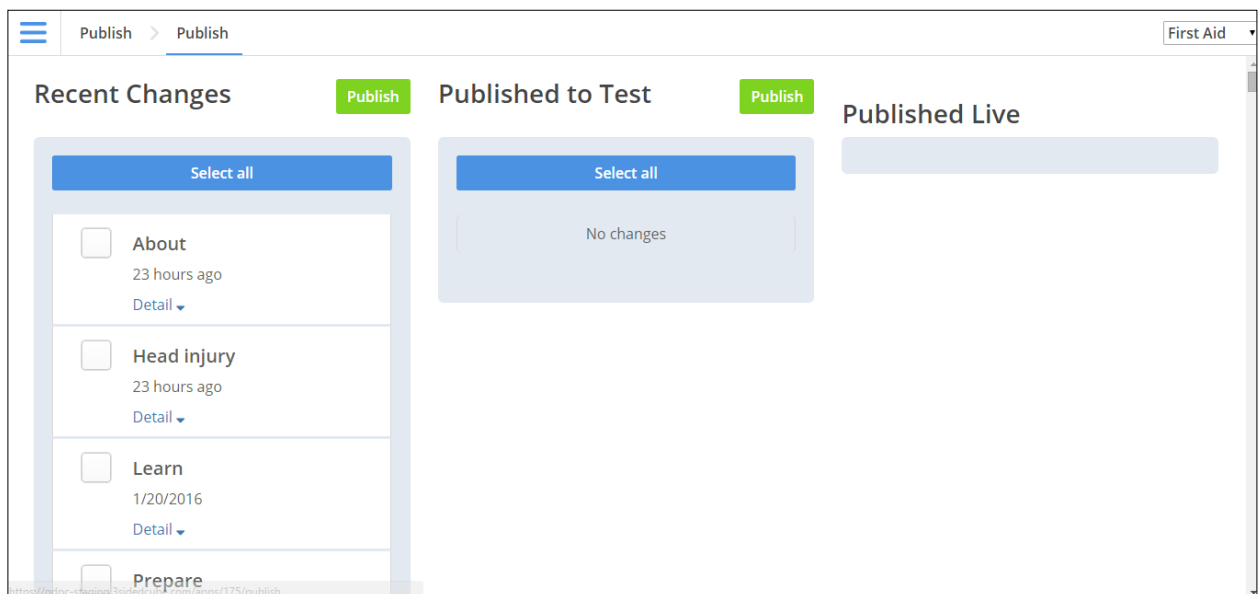 Publish Publish First Aid
Recent Changes Publish
Select all
About
23 hours ago
Detail
Head injury
23 hours ago
Detail
Learn
1/20/2016
Detail
Prepare
Published to Test Publish
Select all
No changes
Published Live